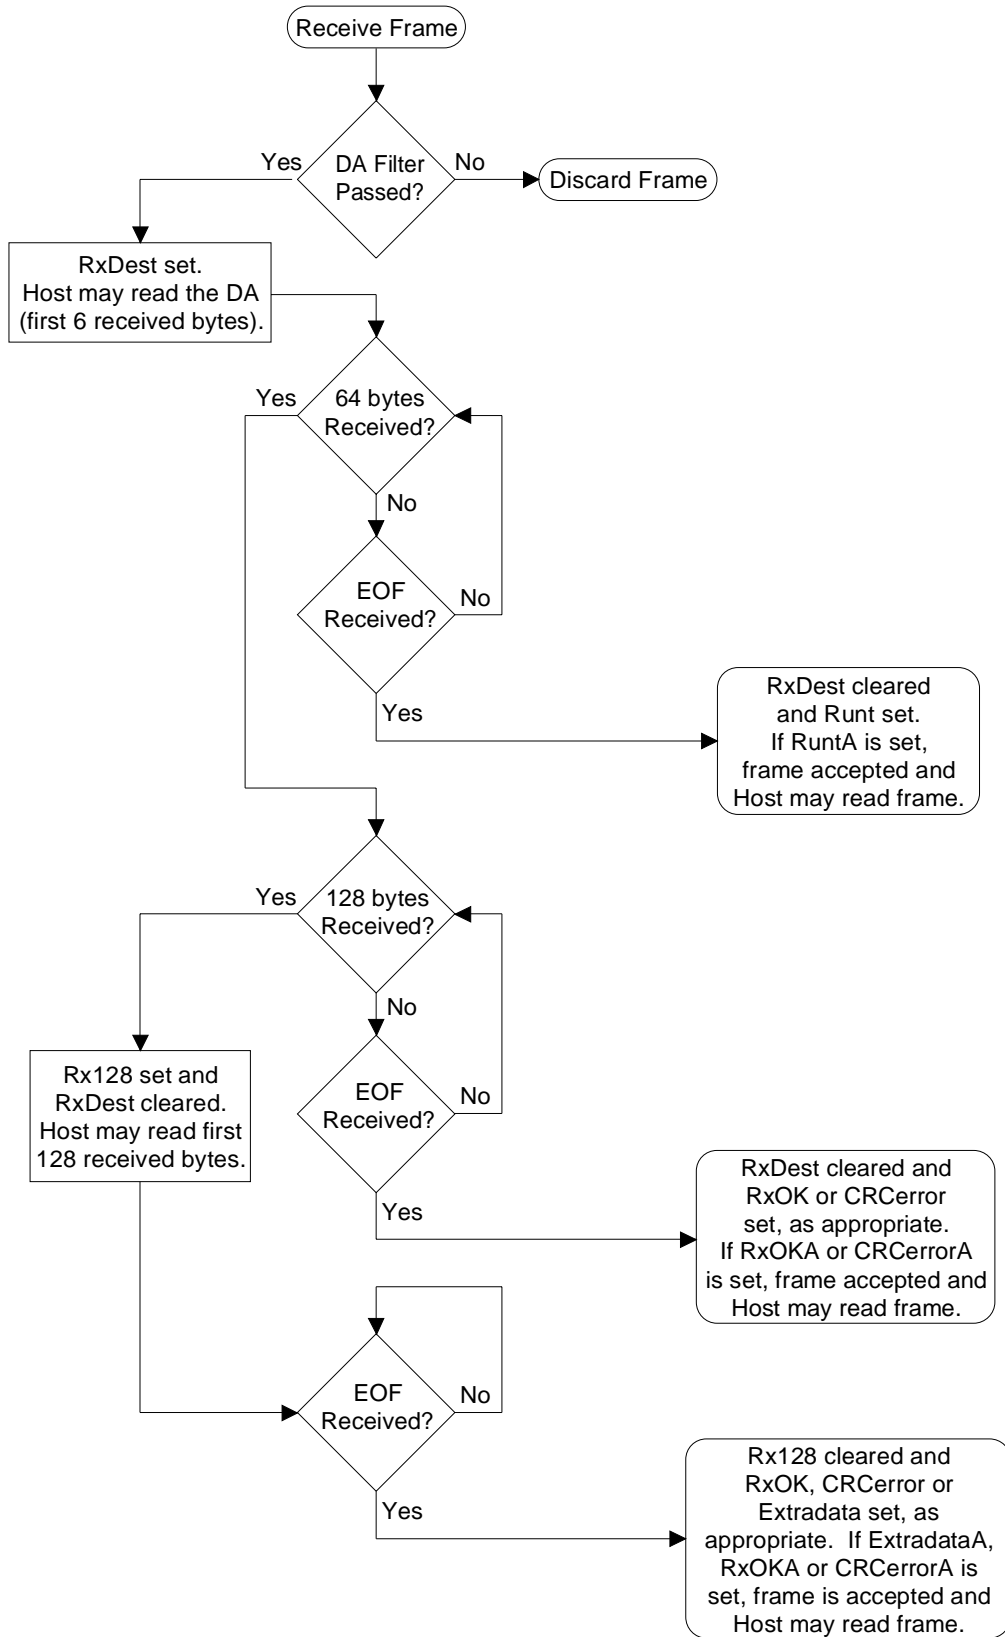 Receive Frame
Yes
DA Filter
Passed?
No
Discard Frame
RxDest set.
Host may read the DA
(first 6 received bytes).
Yes
64 bytes
Received?
No
EOF
Received?
No
Yes
RxDest cleared
and Runt set.
If RuntA is set,
frame accepted and
Host may read frame.
Yes
128 bytes
Received?
No
Rx128 set and
RxDest cleared.
Host may read first
128 received bytes.
EOF
Received?
No
Yes
RxDest cleared and
RxOK or CRCerror
set, as appropriate.
If RxOKA or CRCerrorA
is set, frame accepted and
Host may read frame.
EOF
Received?
No
Yes
Rx128 cleared and
RxOK, CRCerror or
Extradata set, as
appropriate.  If ExtradataA,
RxOKA or CRCerrorA is
set, frame is accepted and
Host may read frame.